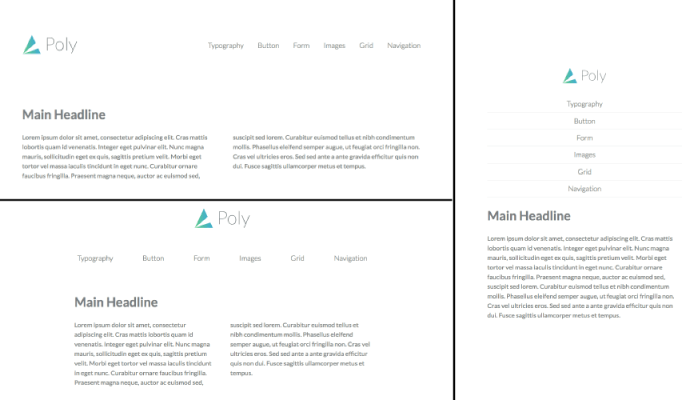 Poly
Typography Button Form Images Grid Navigation
Main Headline
Lorem ipsum dolor sit amet, consectetur adipiscing elit. Cras mattis
lobortis quam id venenatis. Integer eget pulvinar elit. Nunc magna
mauris, sollicitudin eget ex quis, sagittis pretium velit. Morbi eget
tortor vel massa iaculis tincidunt in eget nunc. Curabitur ornare
faucibus fringilla. Praesent magna neque, auctor ac euismod sed,
suscipit sed lorem. Curabitur euismod tellus et nibh condimentum
mollis. Phasellus eleifend semper augue, ut feugiat orci fringilla non.
Cras vel ultricies eros. Sed sed ante a ante gravida quis non
dui. Fusce sagittis ullamcorper metus et tempus.
Poly
Typography Button Form Images Grid Navigation
Main Headline
Lorem ipsum dolor sit amet, consectetur
adipiscing elit. Cras mattis lobortis quam id
venenatis. Integer eget pulvinar elit. Nunc magna
mauris, sollicitudin eget ex quis, sagittis pretium
velit. Morbi eget tortor vel massa iaculis tincidunt
in eget nunc. Curabitur ornare faucibus fringilla.
Praesent magna neque, auctor ac euismod sed,
suscipit sed lorem. Curabitur euismod tellus et
nibh condimentum mollis. Phasellus eleifend
semper augue, ut feugiat orci fringilla non. Cras vel
ultricies eros. Sed sed ante a ante gravida fringilla
quis non dui. Fusce sagittis ullamcorper metus et
tempus.
Poly
Typography
Button
Form
Images
Grid
Navigation
Main Headline
Lorem ipsum dolor sit amet, consectetur adipiscing elit. Cras
mattis lobortis quam id venenatis. Integer eget pulvinar elit. Nunc
magna mauris, sollicitudin eget ex quis, sagittis pretium velit. Morbi
eget tortor vel massa iaculis tincidunt in eget nunc. Curabitur ornare
faucibus fringilla. Praesent magna neque, auctor ac euismod sed,
suscipit sed lorem. Curabitur euismod tellus et nibh condimentum
mollis. Phasellus eleifend semper augue, ut feugiat orci fringilla non.
Cras vel ultricies eros. Sed sed ante a ante gravida fringilla quis non
dui. Fusce sagittis ullamcorper metus et tempus.